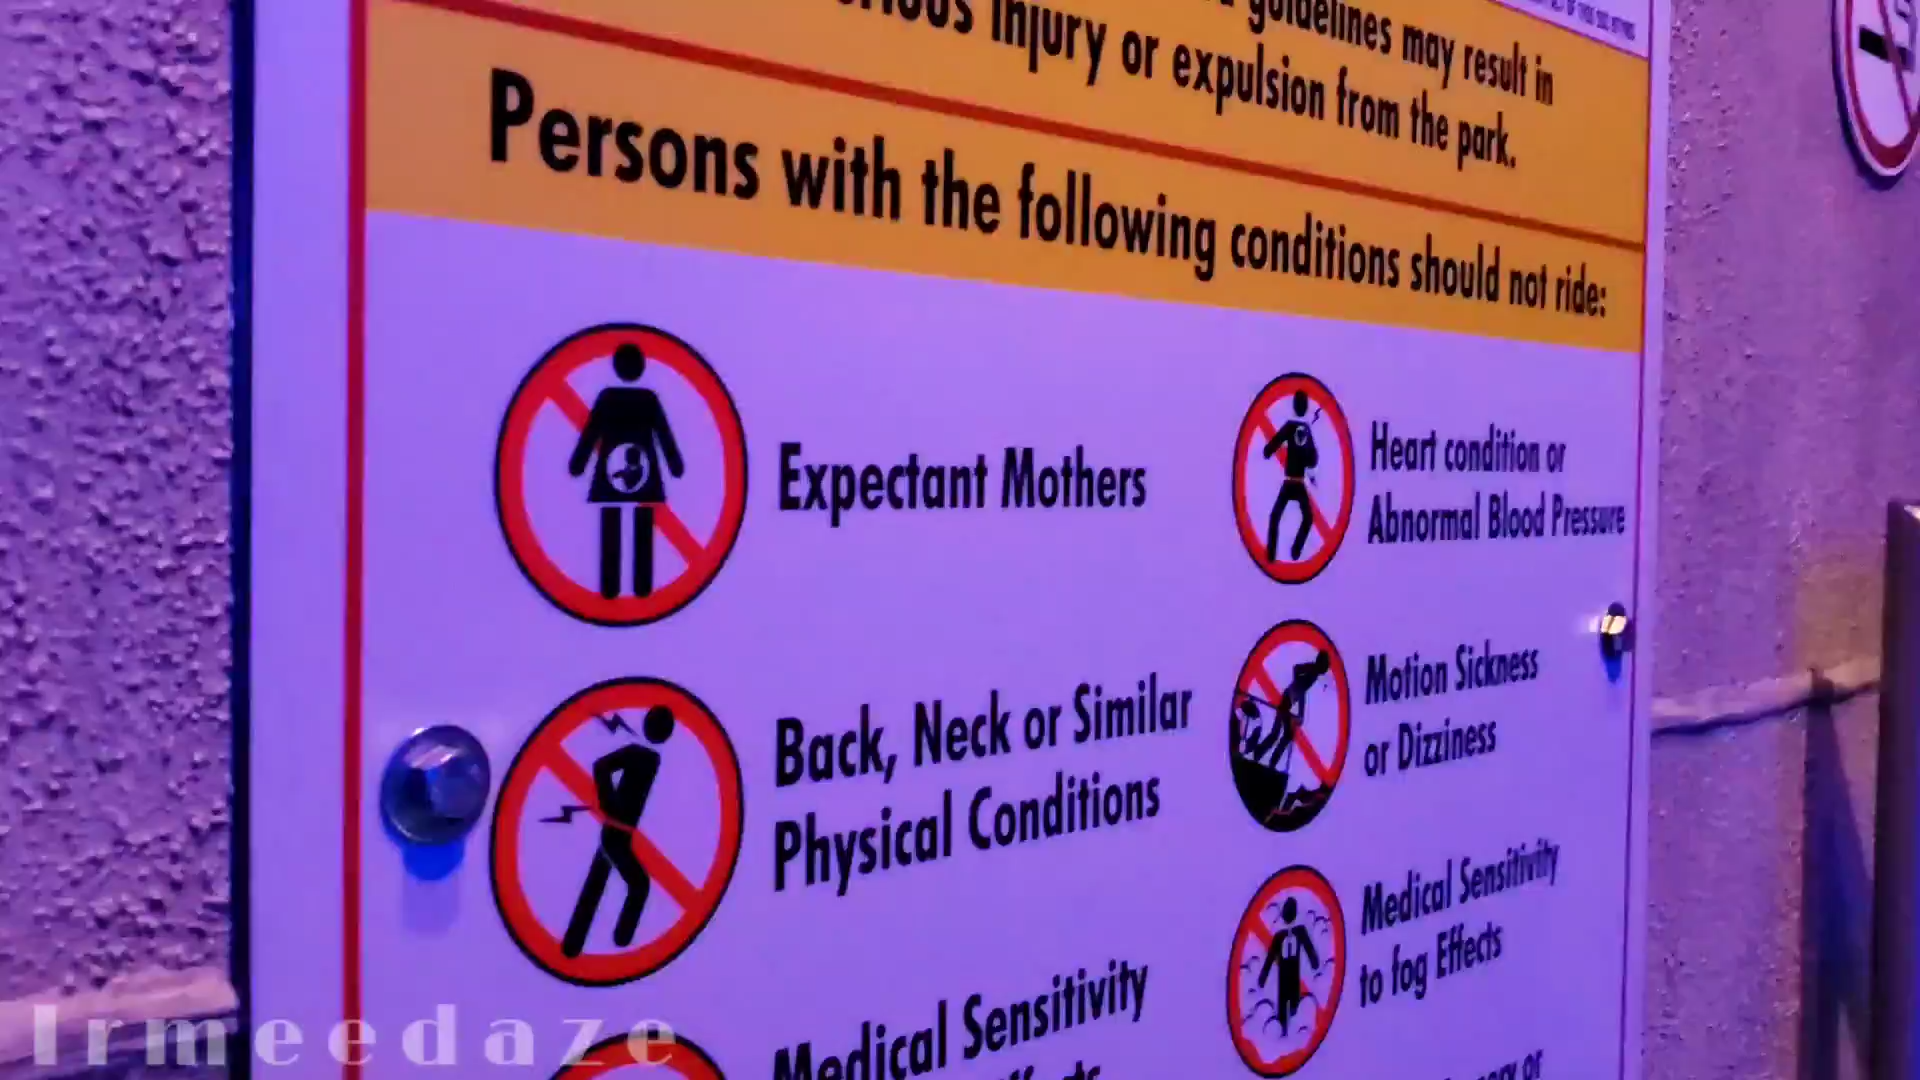 guidelines may result in
Injury or expulsion from the park.
Persons with the following conditions should not ride:
Expectant Mothers
Heart condition or
Abnormal Blood Pressure
Back, Neck or Similar
Physical Conditions
Motion Sickness
or Dizziness
Medical Sensitivity
to fog Effects
Medical Sensitivity
or
Irmeedaze